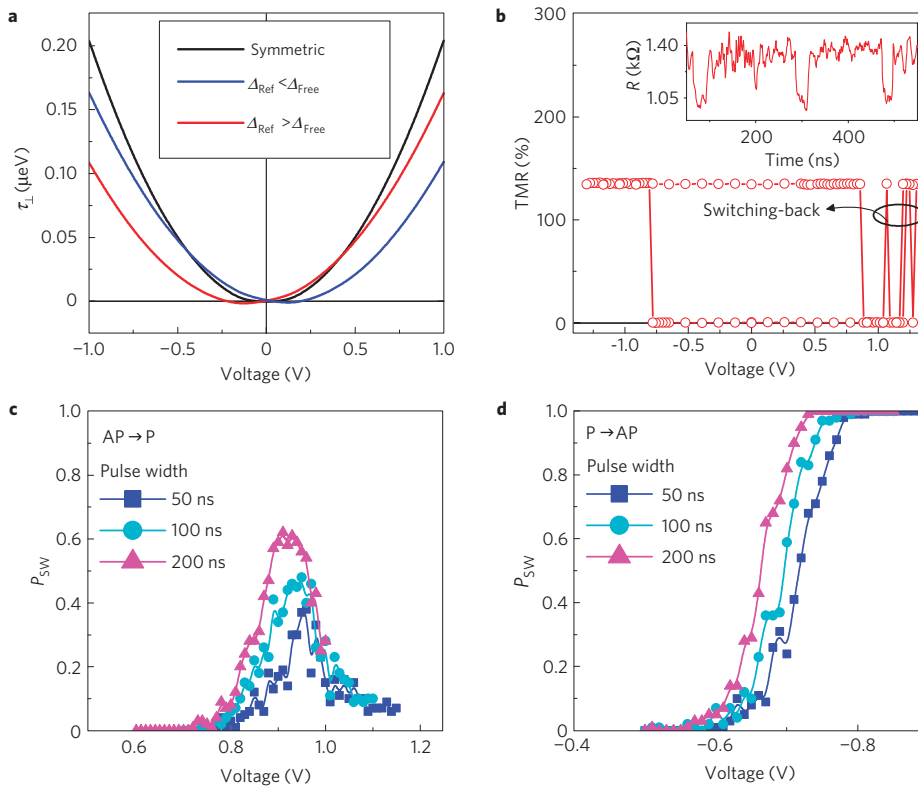 a
τ⊥ (μeV)
0.20
0.15
0.10
0.05
0
Symmetric
Δ_Ref < Δ_Free
Δ_Ref > Δ_Free
−1.0 −0.5 0 0.5 1.0
Voltage (V)
b
TMR (%)
300
200
100
0
R (kΩ)
1.40
1.05
200 400
Time (ns)
Switching-back
-1.0 -0.5 0 0.5 1.0
Voltage (V)
c
P_SW
1.0
0.8
0.6
0.4
0.2
0
AP → P
Pulse width
50 ns
100 ns
200 ns
0.6 0.8 1.0 1.2
Voltage (V)
d
P_SW
1.0
0.8
0.6
0.4
0.2
0
P → AP
Pulse width
50 ns
100 ns
200 ns
−0.4 −0.6 −0.8
Voltage (V)